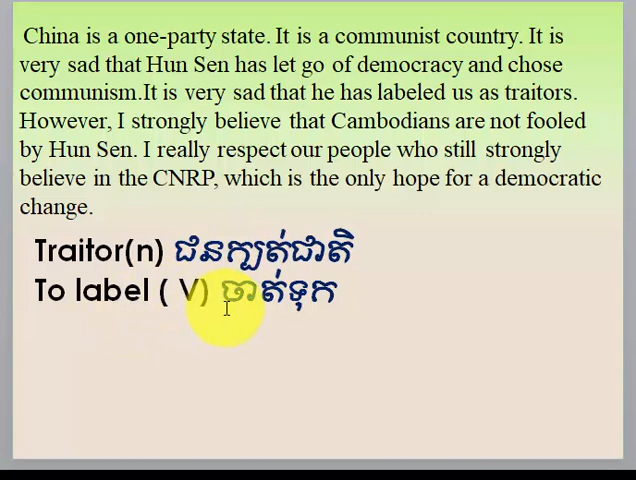 China is a one-party state. It is a communist country. It is
very sad that Hun Sen has let go of democracy and chose
communism.It is very sad that he has labeled us as traitors.
However, I strongly believe that Cambodians are not fooled
by Hun Sen. I really respect our people who still strongly
believe in the CNRP, which is the only hope for a democratic
change.
Traitor(n) ជនក្បត់ជាតិ
To label ( V) ចាត់ទុក